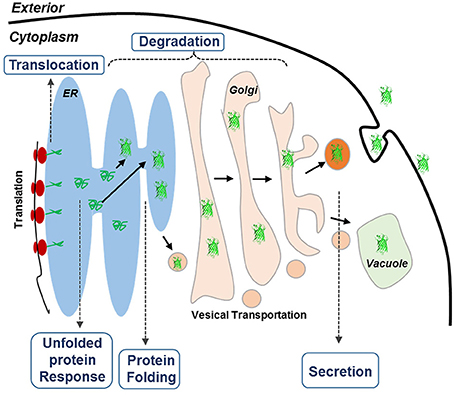 Exterior
Cytoplasm
Degradation
Translocation
ER
Golgi
Translation
Vacuole
Vesical Transportation
Unfolded
protein
Response
Protein
Folding
Secretion